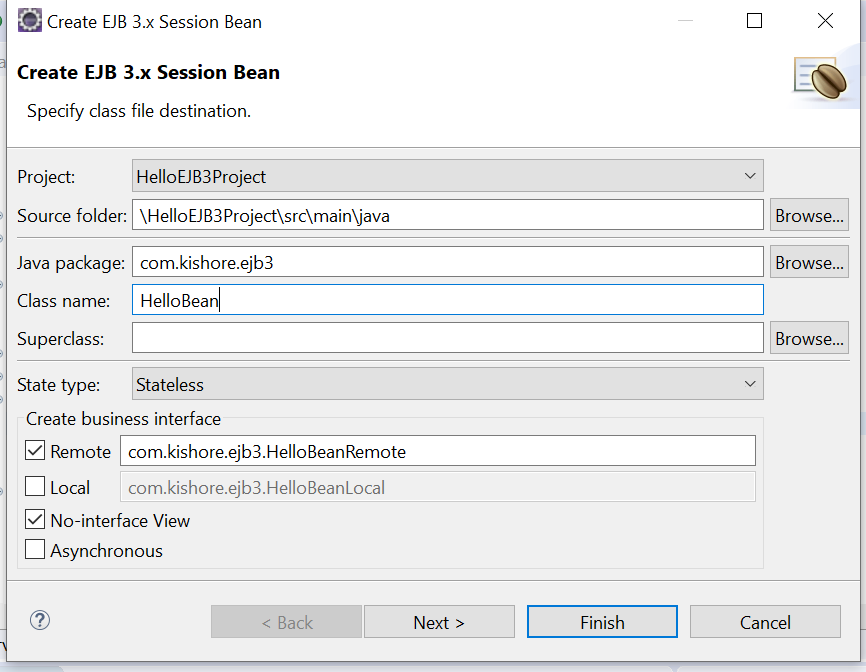 Create EJB 3.x Session Bean
Create EJB 3.x Session Bean
Specify class file destination.
Project: HelloEJB3Project
Source folder: \HelloEJB3Project\src\main\java Browse...
Java package: com.kishore.ejb3 Browse...
Class name: HelloBean
Superclass: Browse...
State type: Stateless
Create business interface
Remote com.kishore.ejb3.HelloBeanRemote
Local com.kishore.ejb3.HelloBeanLocal
No-interface View
Asynchronous
? < Back Next > Finish Cancel